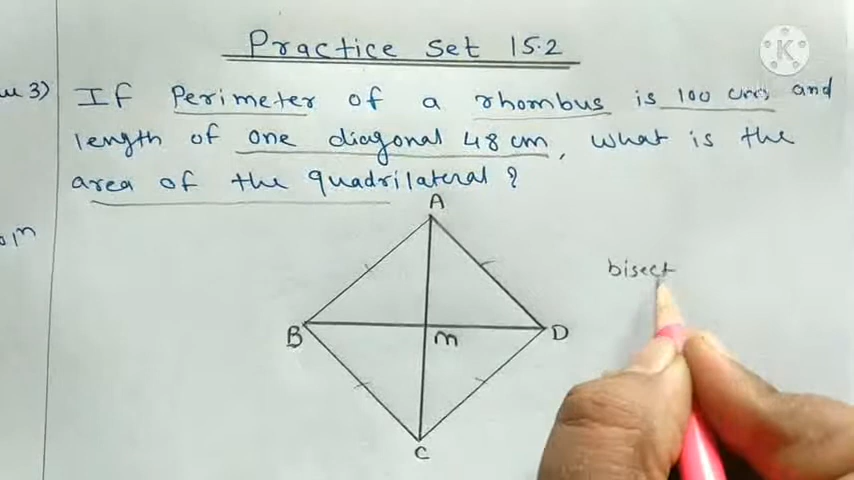 Practice Set 15.2
3) If Perimeter of a rhombus is 100 cm, and
length of one diagonal 48 cm, what is the
area of the quadrilateral ?
A
bisect
B
M
D
C
K